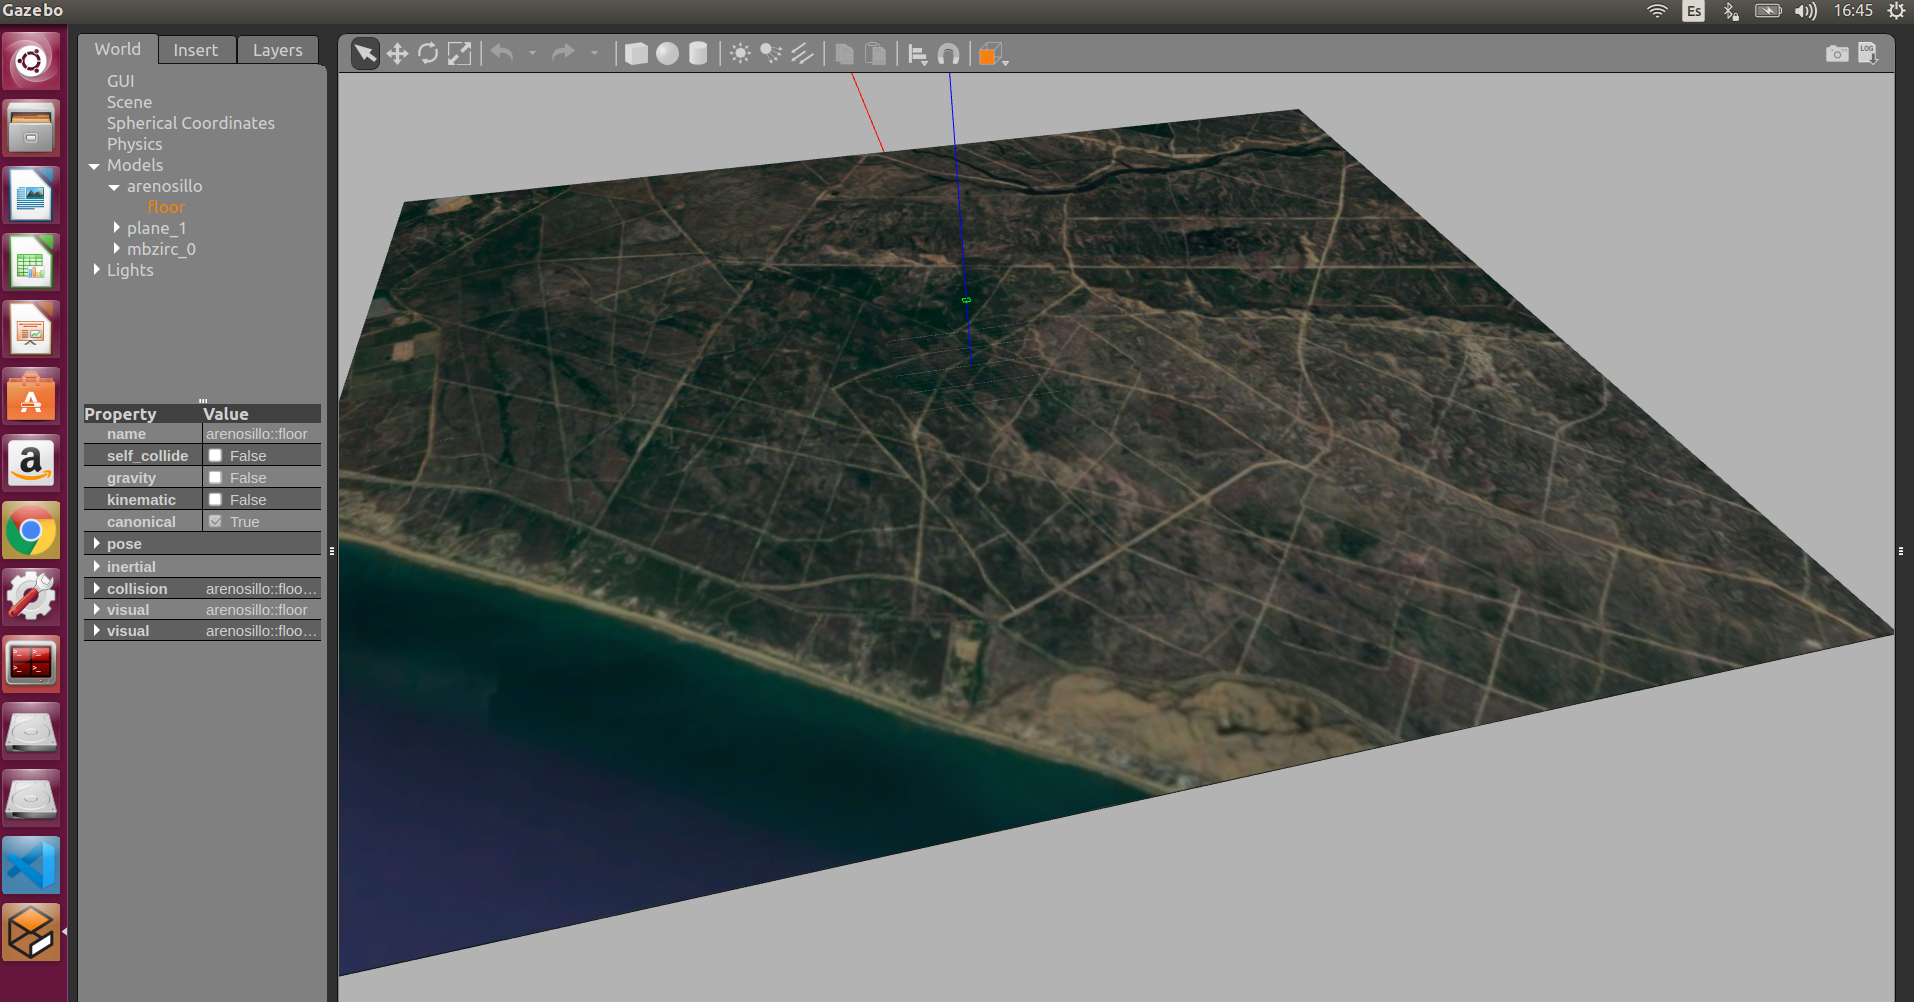 Gazebo
Es
16:45
World Insert Layers
GUI
Scene
Spherical Coordinates
Physics
Models
arenosillo
floor
plane_1
mbzirc_0
Lights
LOG
Property Value
name arenosillo::floor
self_collide False
gravity False
kinematic False
canonical True
pose
inertial
collision arenosillo::floo…
visual arenosillo::floor
visual arenosillo::floo…